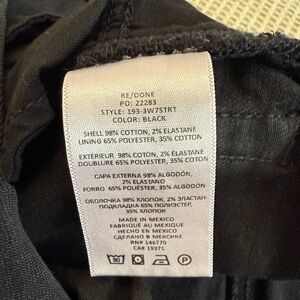 RE/DONE
PO: 22283
STYLE: 193-3W7STRT
COLOR: BLACK
SHELL 98% COTTON, 2% ELASTANE
LINING 65% POLYESTER, 35% COTTON
EXTÉRIEUR 98% COTON, 2% ÉLASTANE
DOUBLURE 65% POLYESTER, 35% COTON
CAPA EXTERNA 98% ALGODÓN,
2% ELASTANO
FORRO 65% POLIÉSTER, 35% ALGODÓN
ОБОЛОЧКА 98% ХЛОПОК, 2% ЭЛАСТАН
ПОДКЛАДКА 65% ПОЛИЭСТЕР,
35% ХЛОПОК
MADE IN MEXICO
FABRIQUÉ AU MEXIQUE
HECHO EN MÉXICO
СДЕЛАНО В МЕКСИКЕ
RN# 146770
CA# 19371